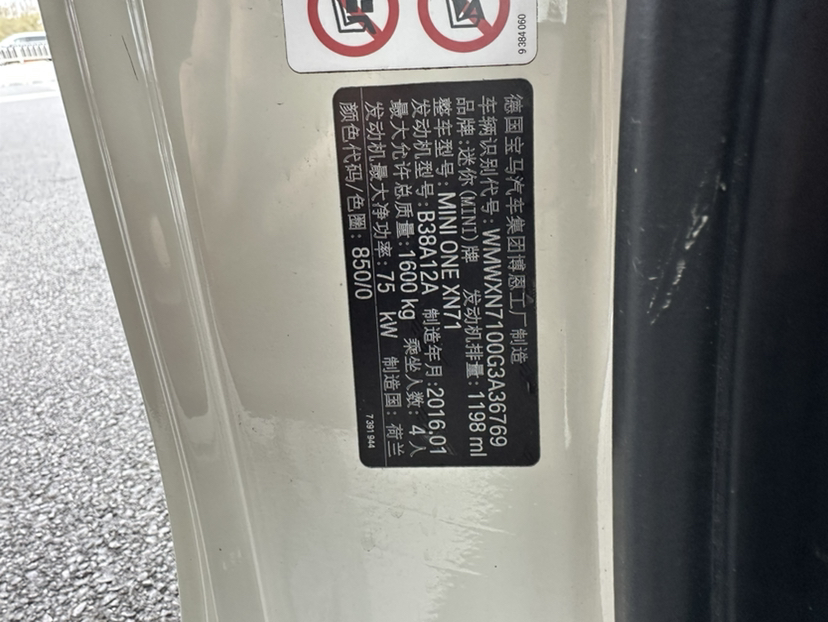 9 384 060
德国宝马汽车集团博恩工厂制造
车辆识别代号:WMWXN7100G3A36769
品牌:迷你(MINI)牌 发动机排量:1198 ml
整车型号:MINI ONE XN71
发动机型号:B38A12A 制造年月:2016.01
最大允许总质量:1600 kg 乘坐人数:4人
发动机最大净功率:75 kW 制造国:荷兰
颜色代码/色圈:850/0
7 391 944